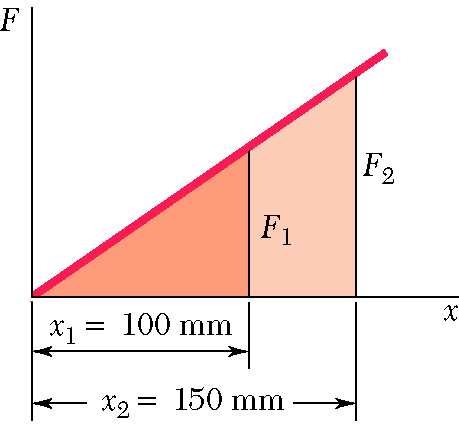 F
F₂
F₁
x
x₁ = 100 mm
x₂ = 150 mm